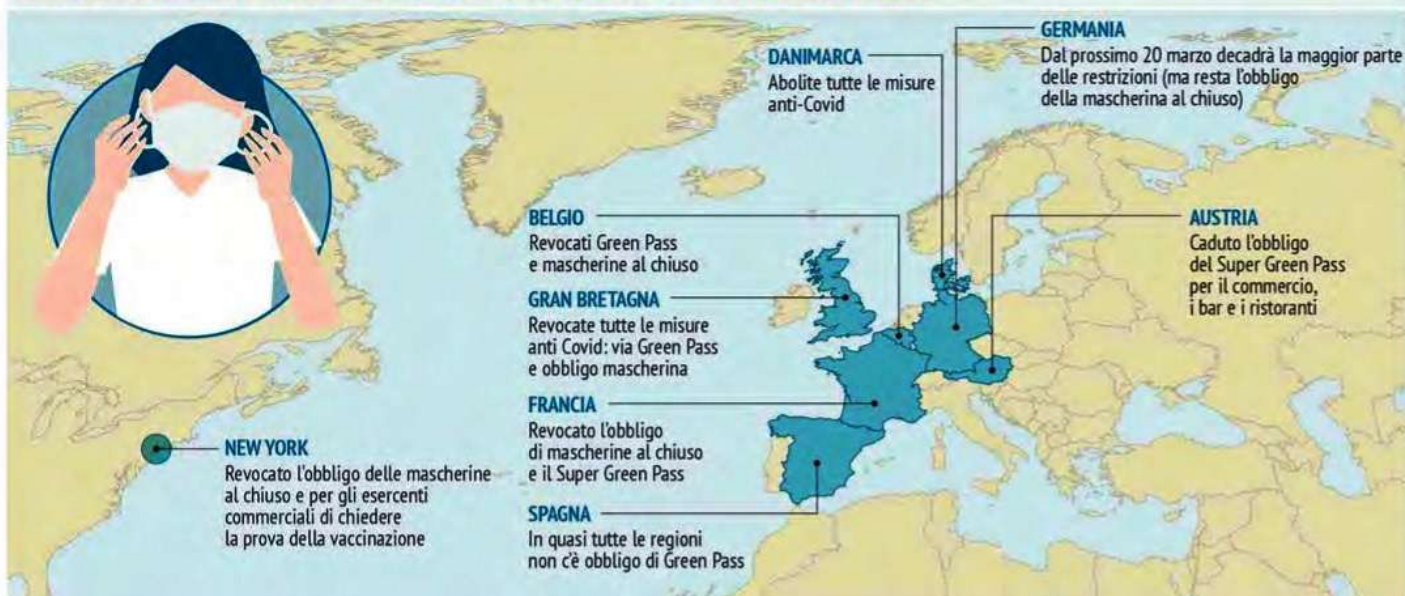 DANIMARCA
Abolite tutte le misure
anti-Covid
GERMANIA
Dal prossimo 20 marzo decadrà la maggior parte
delle restrizioni (ma resta l'obbligo
della mascherina al chiuso)
BELGIO
Revocati Green Pass
e mascherine al chiuso
AUSTRIA
Caduto l'obbligo
del Super Green Pass
per il commercio,
i bar e i ristoranti
GRAN BRETAGNA
Revocate tutte le misure
anti Covid: via Green Pass
e obbligo mascherina
FRANCIA
Revocato l'obbligo
di mascherine al chiuso
e il Super Green Pass
NEW YORK
Revocato l'obbligo delle mascherine
al chiuso e per gli esercenti
commerciali di chiedere
la prova della vaccinazione
SPAGNA
In quasi tutte le regioni
non c'è obbligo di Green Pass